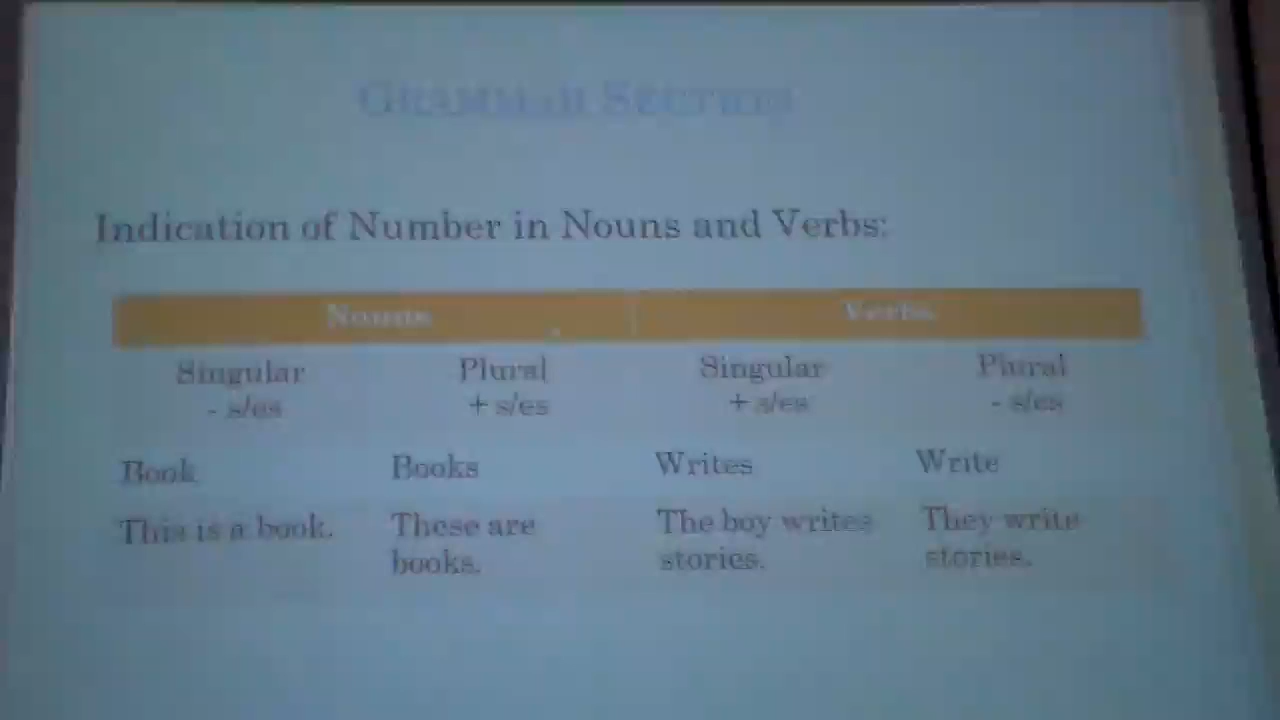 GRAMMAR SECTION
Indication of Number in Nouns and Verbs:
Nouns Verbs
Singular Plural Singular Plural
- s/es + s/es + s/es - s/es
Book Books Writes Write
This is a book. These are The boy writes They write
books. stories. stories.